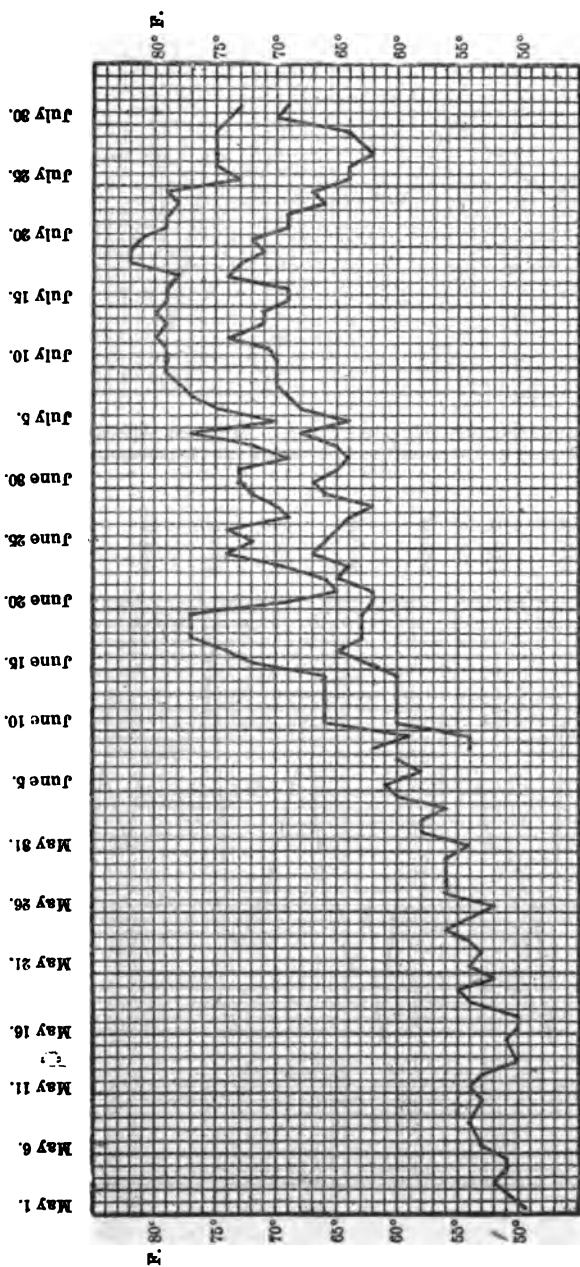 F.
80° 75° 70° 65° 60° 55° 50°
July 30.
July 25.
July 20.
July 15.
July 10.
July 5.
June 30.
June 25.
June 20.
June 15.
June 10.
June 5.
May 31.
May 26.
May 21.
May 16
May 11.
May 6.
May 1.
80° 75° 70° 65° 60° 55° 50°
F.